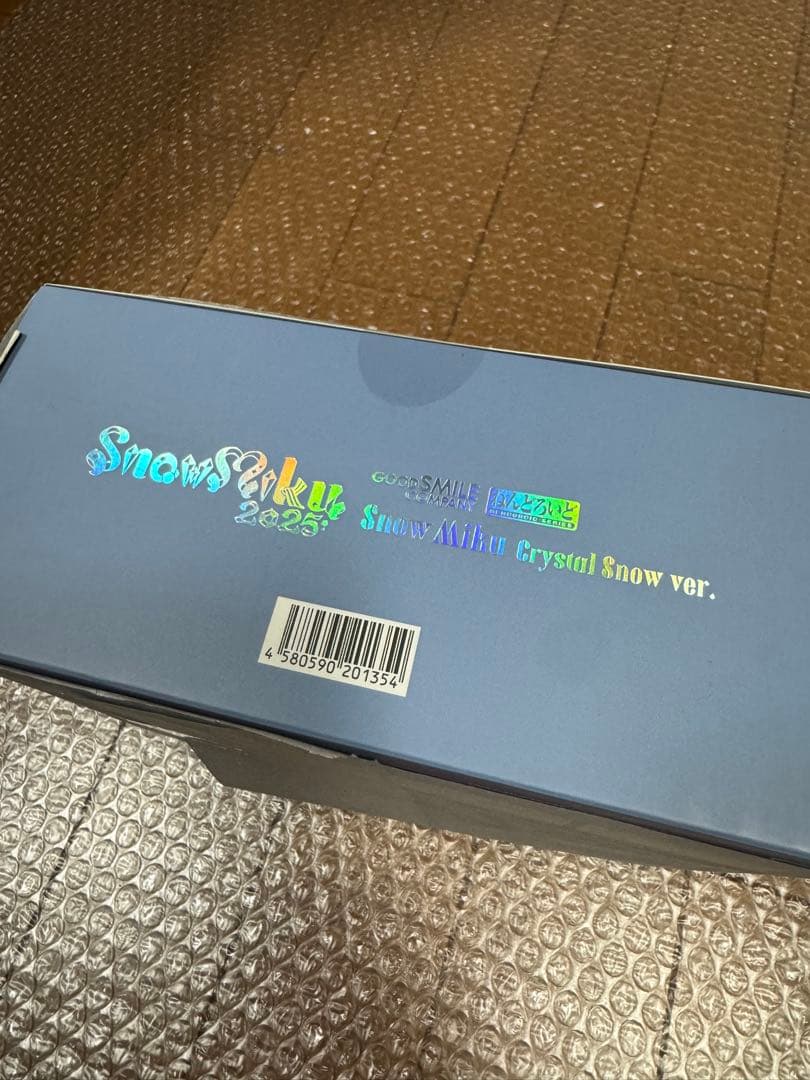 SnowMiku
2025
GOODSMILE
COMPANY
ねんどろいど
NENDOROID SERIES
Snow Miku Crystal Snow ver.
4 580590 201354